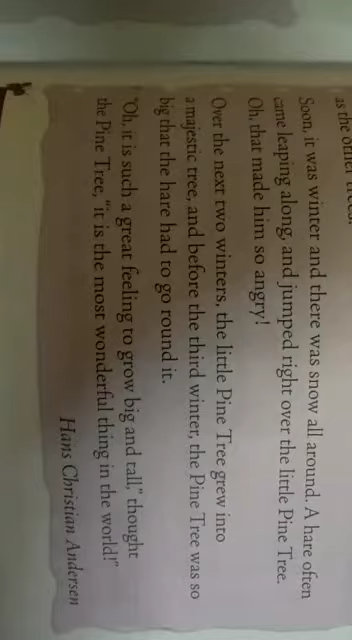 as the other trees.
Soon, it was winter and there was snow all around. A hare often
came leaping along, and jumped right over the little Pine Tree.
Oh, that made him so angry!
Over the next two winters, the little Pine Tree grew into
a majestic tree, and before the third winter, the Pine Tree was so
big that the hare had to go round it.
"Oh, it is such a great feeling to grow big and tall," thought
the Pine Tree, "it is the most wonderful thing in the world!"
Hans Christian Andersen